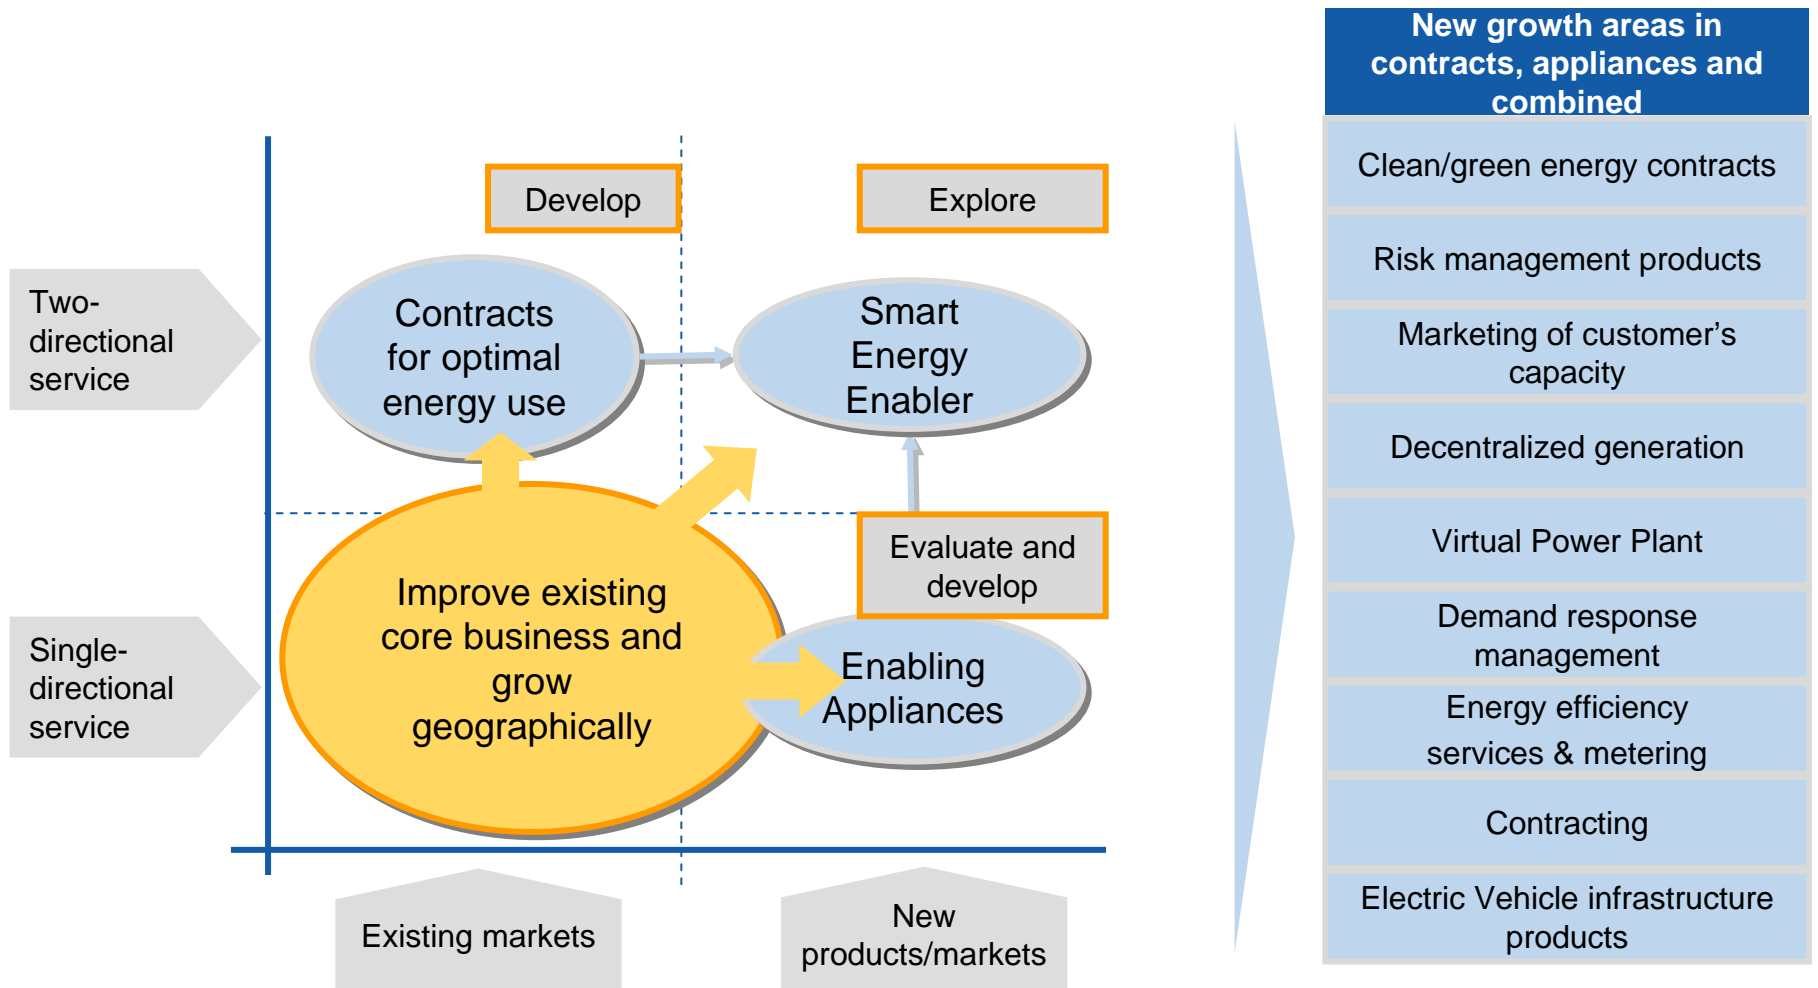 New growth areas in
contracts, appliances and
combined
Develop
Explore
Two-
directional
service
Contracts
for optimal
energy use
Smart
Energy
Enabler
Evaluate and
develop
Single-
directional
service
Improve existing
core business and
grow
geographically
Enabling
Appliances
Existing markets
New
products/markets
Clean/green energy contracts
Risk management products
Marketing of customer’s
capacity
Decentralized generation
Virtual Power Plant
Demand response
management
Energy efficiency
services & metering
Contracting
Electric Vehicle infrastructure
products